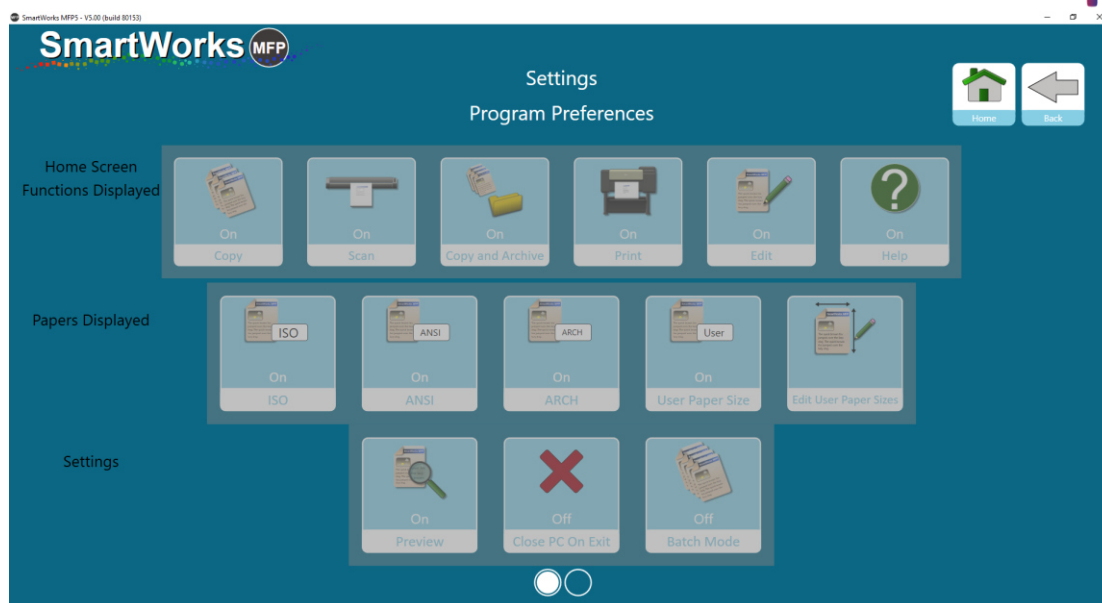 SmartWorks MFP5 - V5.00 (build 80153)
SmartWorks MFP
Settings
Program Preferences
Home
Back
Home Screen
Functions Displayed
On
On
On
On
On
On
Copy
Scan
Copy and Archive
Print
Edit
Help
Papers Displayed
ISO
ANSI
ARCH
User
On
On
On
On
ISO
ANSI
ARCH
User Paper Size
Edit User Paper Sizes
Settings
On
Off
Off
Preview
Close PC On Exit
Batch Mode